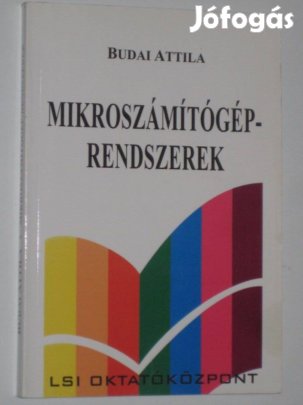 Jófogás
BUDAI ATTILA
MIKROSZÁMÍTÓGÉP-
RENDSZEREK
LSI OKTATÓKÖZPONT